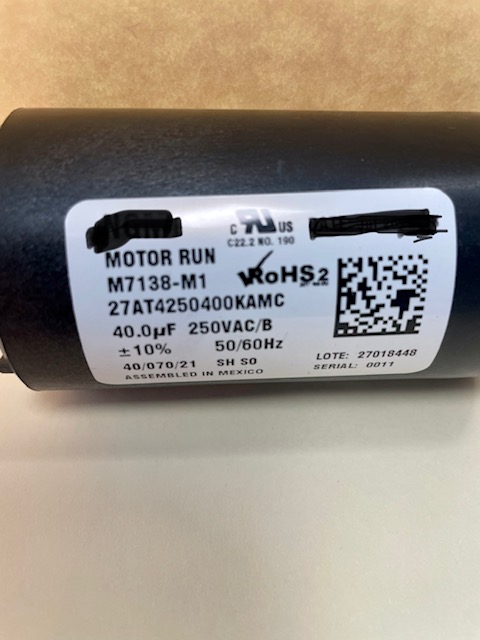 C UR US
C22.2 NO. 190
MOTOR RUN
M7138-M1
RoHS2
27AT4250400KAMC
40.0µF 250VAC/B
±10% 50/60Hz
40/070/21 SH S0
ASSEMBLED IN MEXICO
LOTE: 27018448
SERIAL: 0011